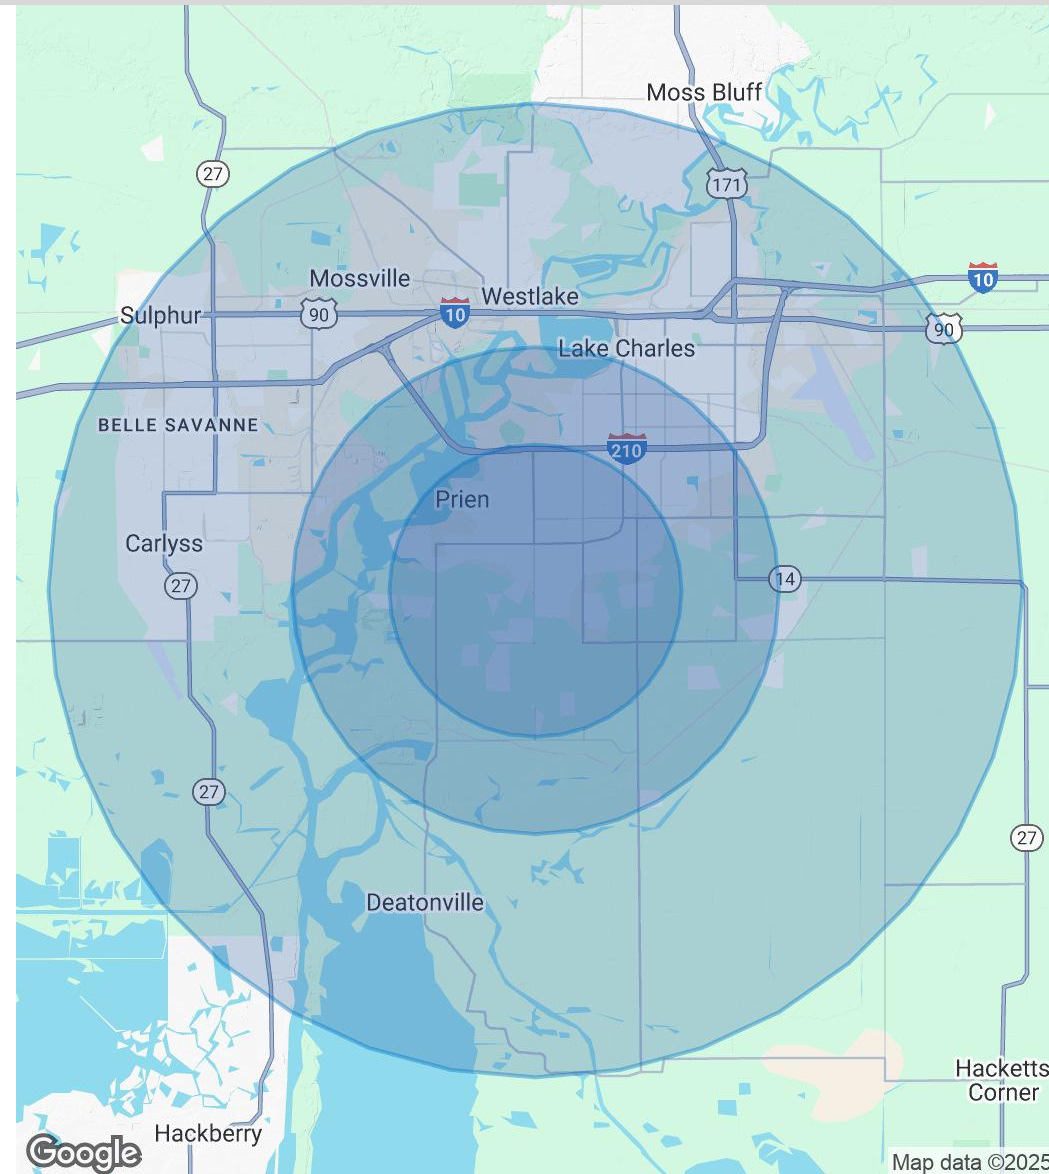 Moss Bluff
27
171
Mossville
10
Westlake
Sulphur
90
10
90
Lake Charles
BELLE SAVANNE
210
Prien
Carlyss
27
14
27
27
Deatonville
Hacketts
Corner
Hackberry
Google
Map data ©2025